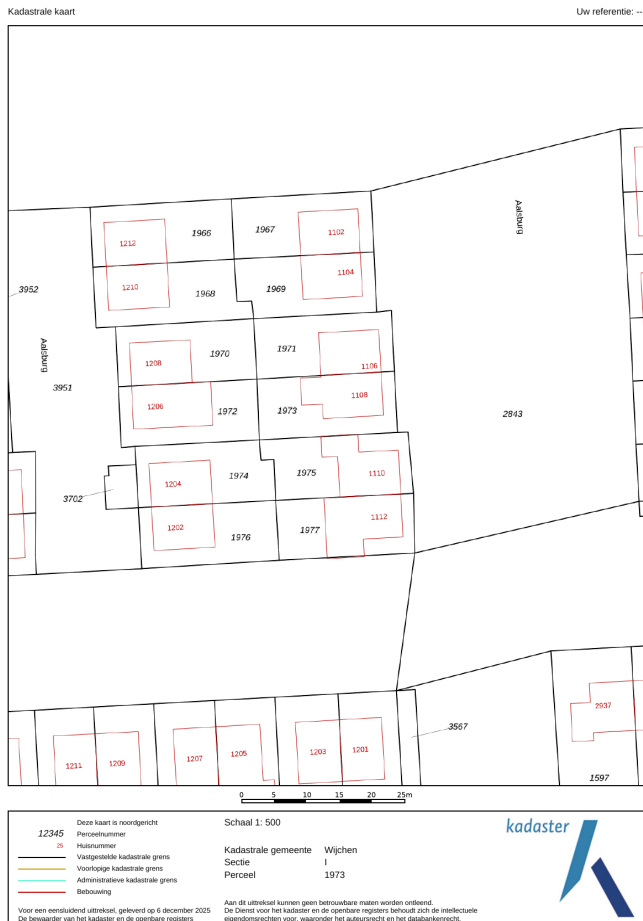 Kadastrale kaart
Uw referentie: --
Aalsburg
1967
1102
1966
1212
1104
1969
1210
1968
3952
1971
Aalsburg
1970
1208
1106
3951
1108
1206
1972
1973
2843
1974
1975
1110
1204
3702
1112
1202
1977
1976
2937
3567
1205
1203
1201
1207
1209
1211
1597
0 5 10 15 20 25m
12345
25
Deze kaart is noordgericht
Perceelnummer
Huisnummer
Vastgestelde kadastrale grens
Voorlopige kadastrale grens
Administratieve kadastrale grens
Bebouwing
Schaal 1: 500
Kadastrale gemeente Wijchen
Sectie I
Perceel 1973
kadaster
Voor een eensluidend uittreksel, geleverd op 6 december 2025
De bewaarder van het kadaster en de openbare registers
Aan dit uittreksel kunnen geen betrouwbare maten worden ontleend.
De Dienst voor het kadaster en de openbare registers behoudt zich de intellectuele
eigendomsrechten voor, waaronder het auteursrecht en het databankenrecht.